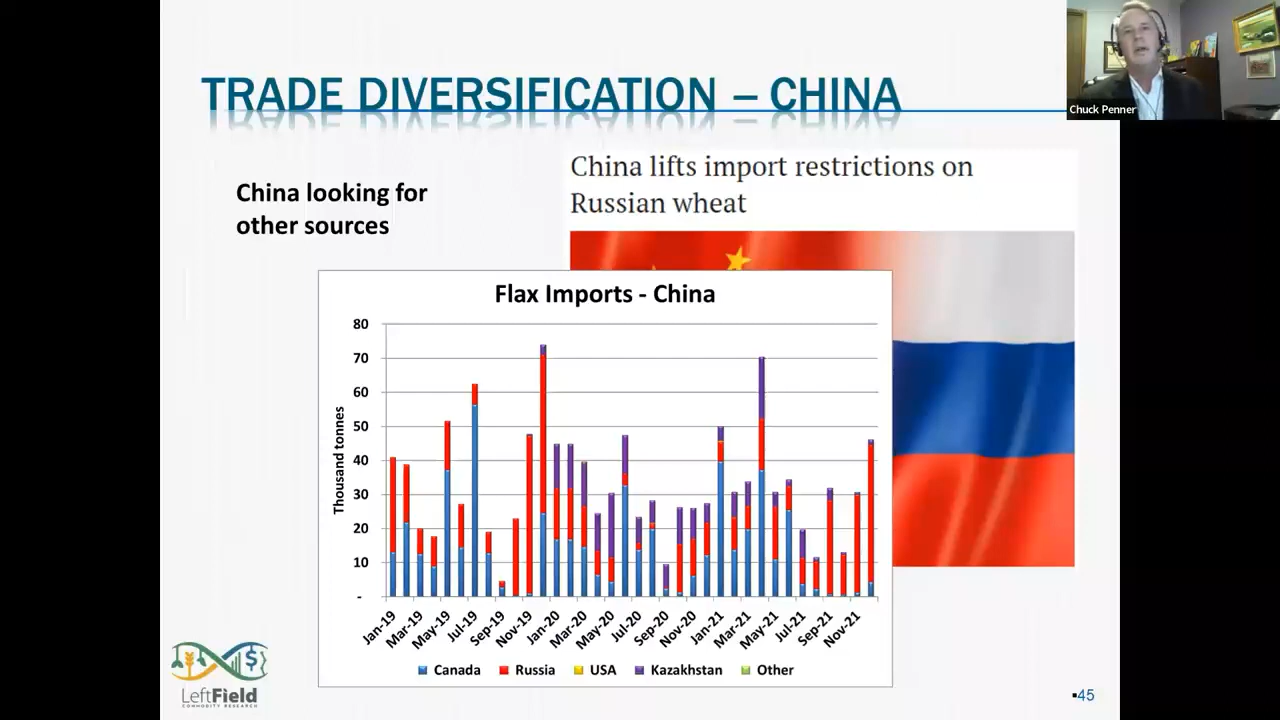 TRADE DIVERSIFICATION – CHINA
Chuck Penner
China looking for
other sources
China lifts import restrictions on
Russian wheat
Flax Imports - China
Thousand tonnes
80
70
60
50
40
30
20
10
-
Jan-19
Mar-19
May-19
Jul-19
Sep-19
Nov-19
Jan-20
Mar-20
May-20
Jul-20
Sep-20
Nov-20
Jan-21
Mar-21
May-21
Jul-21
Sep-21
Nov-21
Canada Russia USA Kazakhstan Other
LeftField
COMMODITY RESEARCH
45